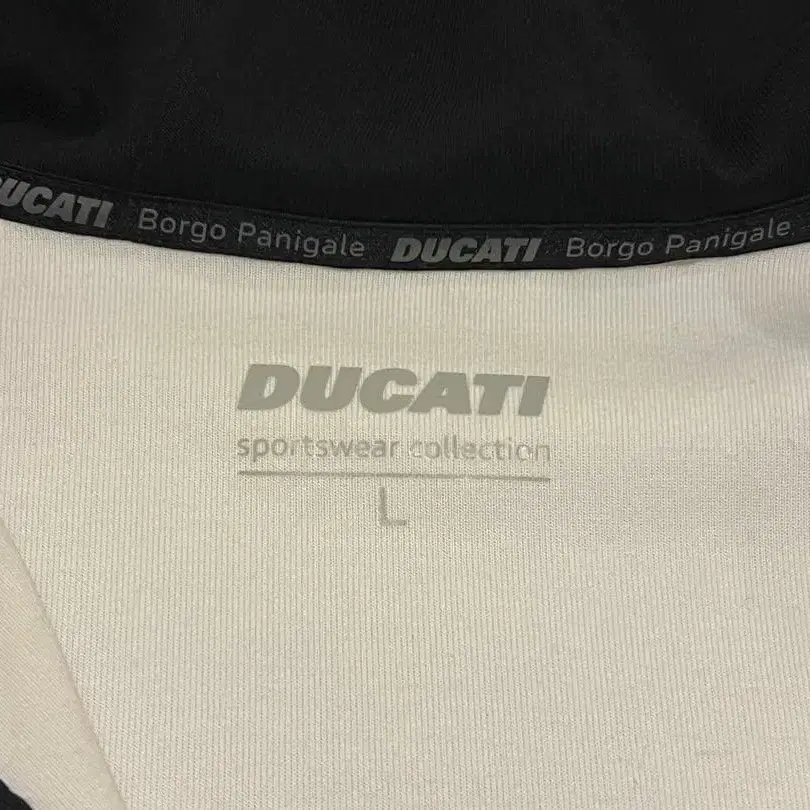 DUCATI Borgo Panigale DUCATI Borgo Panigale
DUCATI
sportswear collection
L